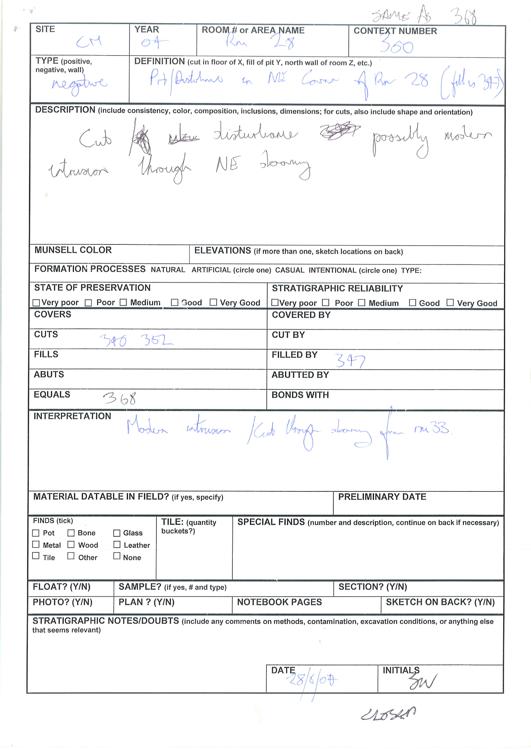 SAME AS 368
SITE YEAR ROOM # or AREA NAME CONTEXT NUMBER
CM 04 Rm 28 350
TYPE (positive, negative, wall) DEFINITION (cut in floor of X, fill of pit Y, north wall of room Z, etc.)
negative Pit/Disturbance in NE Corner of Rm 28 (fill is 347)
DESCRIPTION (include consistency, color, composition, inclusions, dimensions; for cuts, also include shape and orientation)
Cut / disturbance possibly modern
intrusion through NE doorway
MUNSELL COLOR ELEVATIONS (if more than one, sketch locations on back)
FORMATION PROCESSES NATURAL ARTIFICIAL (circle one) CASUAL INTENTIONAL (circle one) TYPE:
STATE OF PRESERVATION STRATIGRAPHIC RELIABILITY
☐Very poor ☐ Poor ☐ Medium ☐ Good ☐ Very Good ☐Very poor ☐ Poor ☐ Medium ☐ Good ☐ Very Good
COVERS COVERED BY
CUTS 340 352 CUT BY
FILLS FILLED BY 347
ABUTS ABUTTED BY
EQUALS 368 BONDS WITH
INTERPRETATION Modern intrusion / Cut through doorway from rm 33
MATERIAL DATABLE IN FIELD? (if yes, specify) PRELIMINARY DATE
FINDS (tick) TILE: (quantity buckets?) SPECIAL FINDS (number and description, continue on back if necessary)
☐ Pot ☐ Bone ☐ Glass
☐ Metal ☐ Wood ☐ Leather
☐ Tile ☐ Other ☐ None
FLOAT? (Y/N) SAMPLE? (if yes, # and type) SECTION? (Y/N)
PHOTO? (Y/N) PLAN ? (Y/N) NOTEBOOK PAGES SKETCH ON BACK? (Y/N)
STRATIGRAPHIC NOTES/DOUBTS (include any comments on methods, contamination, excavation conditions, or anything else
that seems relevant)
DATE INITIALS
28/6/04
CLOSED